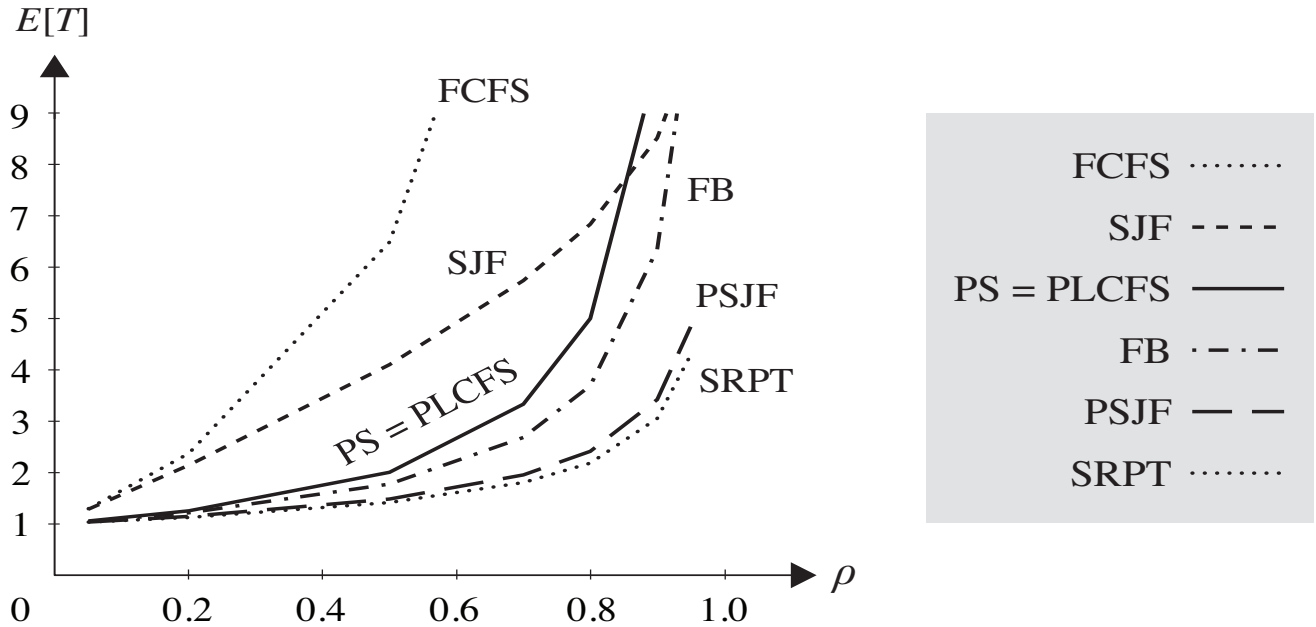 E[T]
FCFS
9
8
7
6
5
4
3
2
1
0
SJF
FB
PSJF
SRPT
PS = PLCFS
0.2
0.4
0.6
0.8
1.0
ρ
FCFS
SJF
PS = PLCFS
FB
PSJF
SRPT